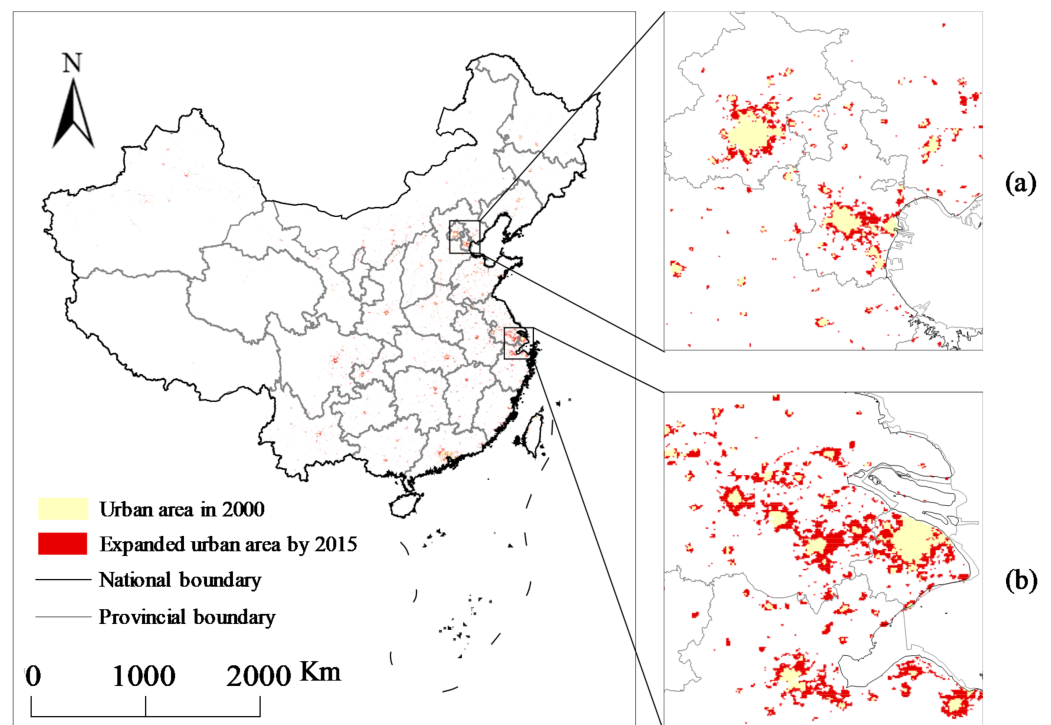 N
(a)
Urban area in 2000
Expanded urban area by 2015
National boundary
Provincial boundary
(b)
0 1000 2000 Km